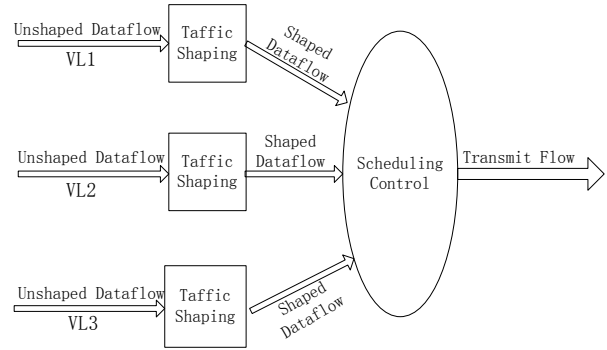 Unshaped Dataflow
VL1
Taffic
Shaping
Shaped
Dataflow
Unshaped Dataflow
VL2
Taffic
Shaping
Shaped
Dataflow
Scheduling
Control
Transmit Flow
Unshaped Dataflow
VL3
Taffic
Shaping
Shaped
Dataflow